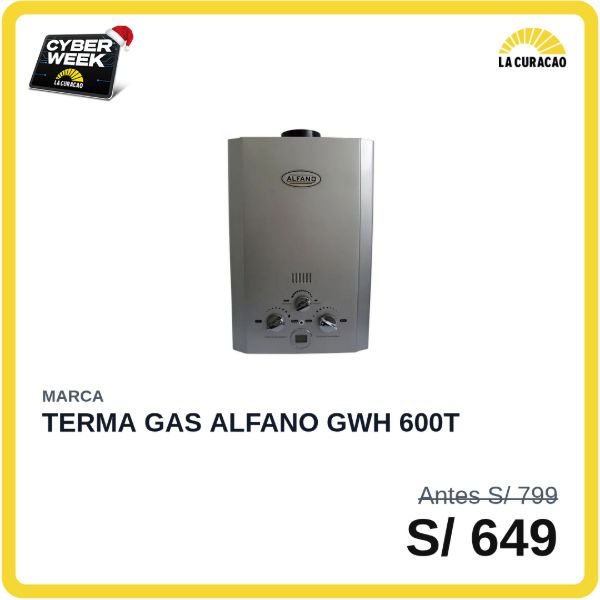 CYBER
WEEK
LA CURACAO
LA CURACAO
ALFANO
MARCA
TERMA GAS ALFANO GWH 600T
Antes S/ 799
S/ 649